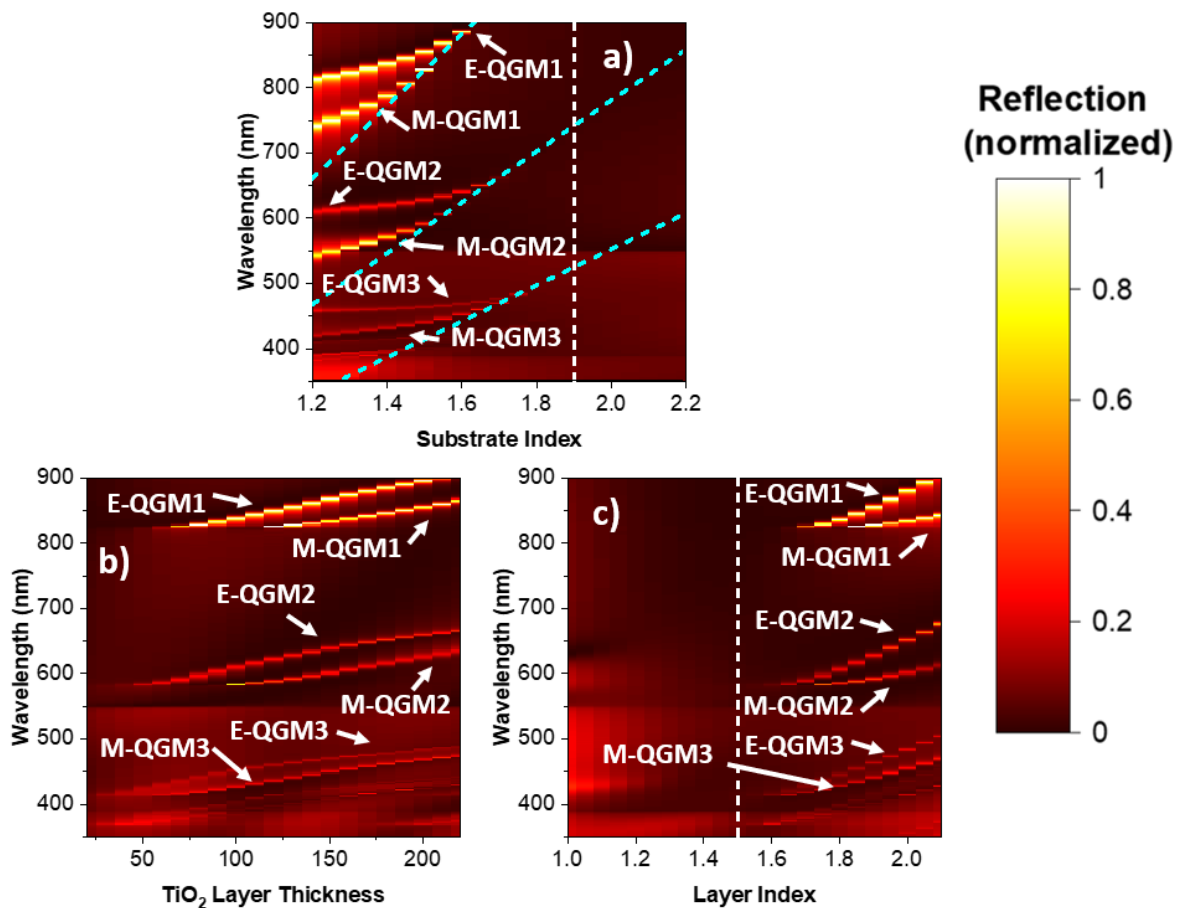 900
800
700
600
500
400
Wavelength (nm)
a)
E-QGM1
M-QGM1
E-QGM2
M-QGM2
E-QGM3
M-QGM3
1.2 1.4 1.6 1.8 2.0 2.2
Substrate Index
Reflection
(normalized)
1
0.8
0.6
0.4
0.2
0
900
800
700
600
500
400
Wavelength (nm)
b)
E-QGM1
M-QGM1
E-QGM2
M-QGM2
E-QGM3
M-QGM3
50 100 150 200
TiO₂ Layer Thickness
900
800
700
600
500
400
Wavelength (nm)
c)
E-QGM1
M-QGM1
E-QGM2
M-QGM2
E-QGM3
M-QGM3
1.0 1.2 1.4 1.6 1.8 2.0
Layer Index